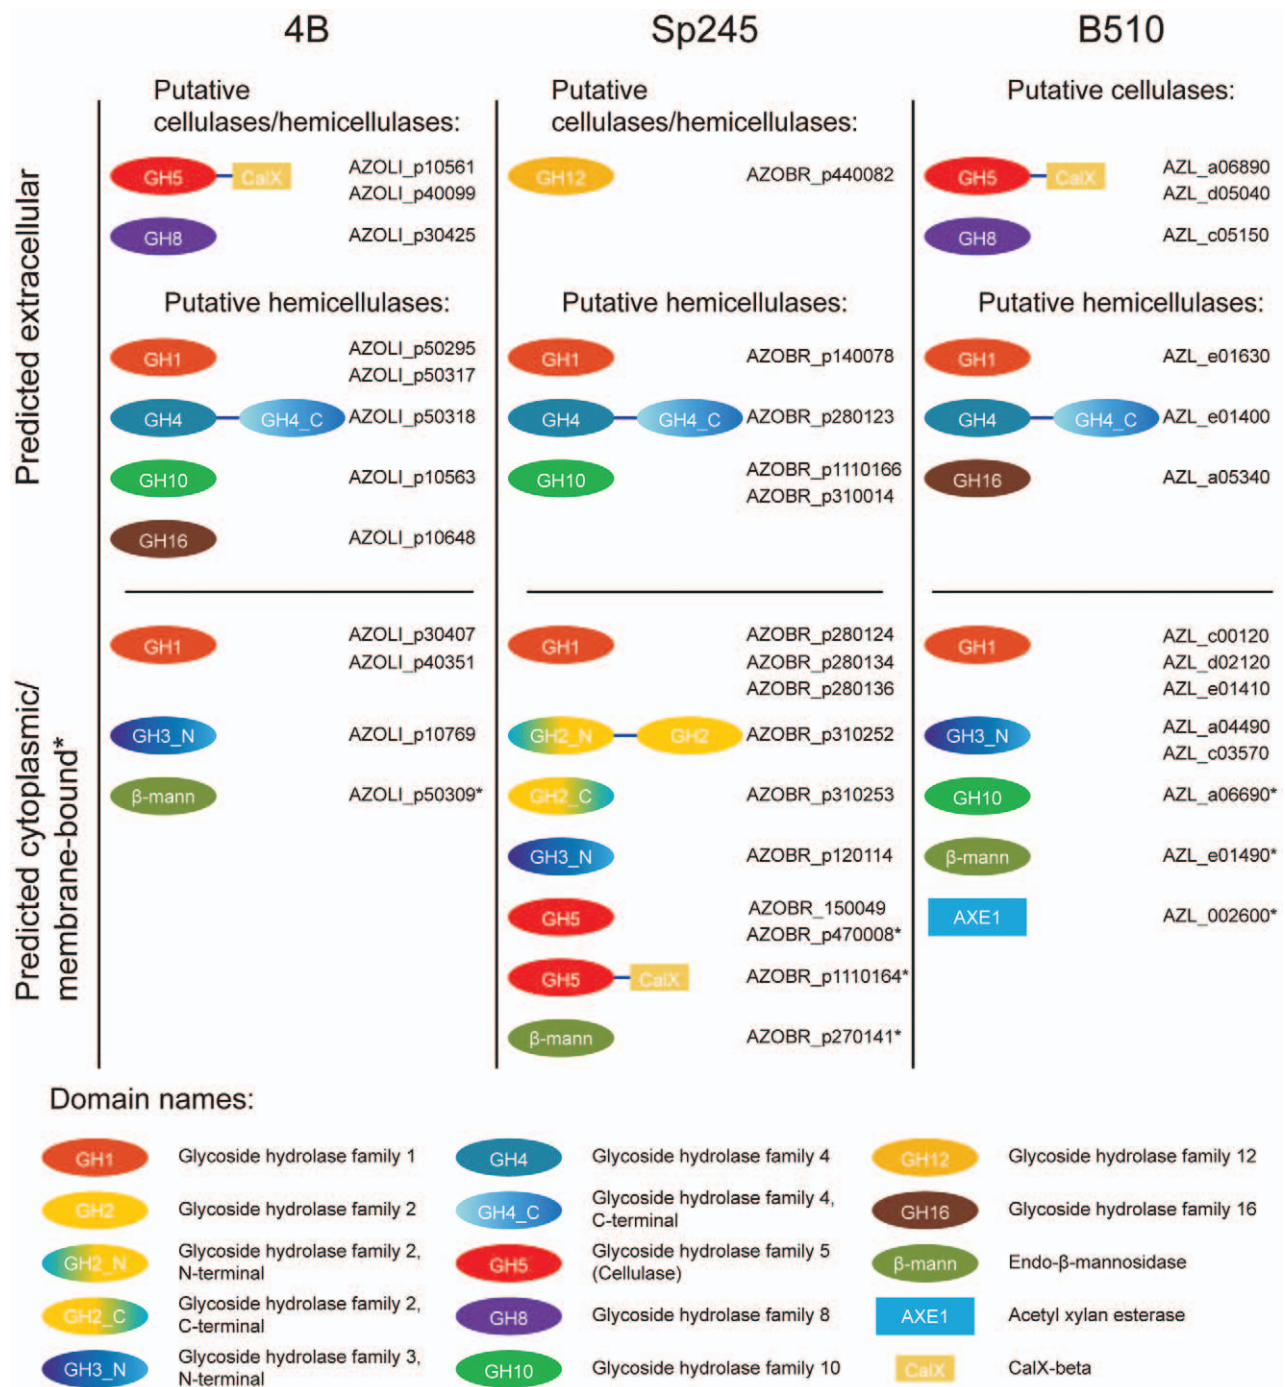 4B
Sp245
B510
Predicted extracellular
Putative
cellulases/hemicellulases:
GH5
CalX
AZOLI_p10561
AZOLI_p40099
GH8
AZOLI_p30425
Putative hemicellulases:
GH1
AZOLI_p50295
AZOLI_p50317
GH4
GH4_C
AZOLI_p50318
GH10
AZOLI_p10563
GH16
AZOLI_p10648
Putative
cellulases/hemicellulases:
GH12
AZOBR_p440082
Putative hemicellulases:
GH1
AZOBR_p140078
GH4
GH4_C
AZOBR_p280123
GH10
AZOBR_p1110166
AZOBR_p310014
Putative cellulases:
GH5
CalX
AZL_a06890
AZL_d05040
GH8
AZL_c05150
Putative hemicellulases:
GH1
AZL_e01630
GH4
GH4_C
AZL_e01400
GH16
AZL_a05340
Predicted cytoplasmic/
membrane-bound*
GH1
AZOLI_p30407
AZOLI_p40351
GH3_N
AZOLI_p10769
β-mann
AZOLI_p50309*
GH1
AZOBR_p280124
AZOBR_p280134
AZOBR_p280136
GH2_N
GH2
AZOBR_p310252
GH2_C
AZOBR_p310253
GH3_N
AZOBR_p120114
GH5
AZOBR_150049
AZOBR_p470008*
GH5
CalX
AZOBR_p1110164*
β-mann
AZOBR_p270141*
GH1
AZL_c00120
AZL_d02120
AZL_e01410
GH3_N
AZL_a04490
AZL_c03570
GH10
AZL_a06690*
β-mann
AZL_e01490*
AXE1
AZL_002600*
Domain names:
GH1
Glycoside hydrolase family 1
GH2
Glycoside hydrolase family 2
GH2_N
Glycoside hydrolase family 2,
N-terminal
GH2_C
Glycoside hydrolase family 2,
C-terminal
GH3_N
Glycoside hydrolase family 3,
N-terminal
GH4
Glycoside hydrolase family 4
GH4_C
Glycoside hydrolase family 4,
C-terminal
GH5
Glycoside hydrolase family 5
(Cellulase)
GH8
Glycoside hydrolase family 8
GH10
Glycoside hydrolase family 10
GH12
Glycoside hydrolase family 12
GH16
Glycoside hydrolase family 16
β-mann
Endo-β-mannosidase
AXE1
Acetyl xylan esterase
CalX
CalX-beta